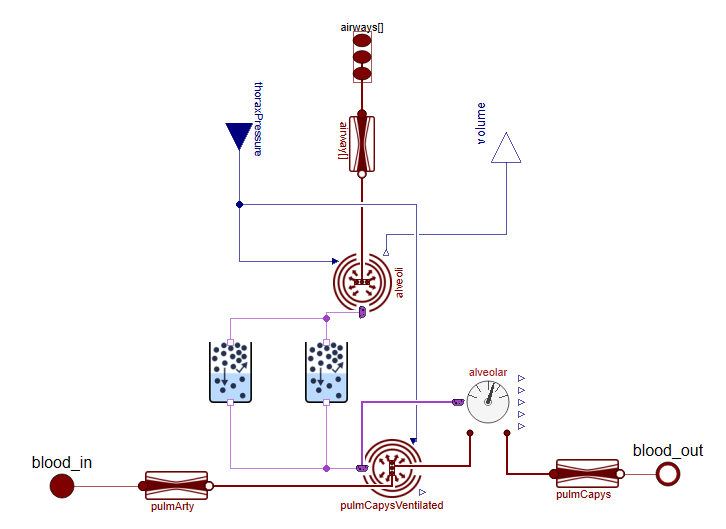 airways[]
thoraxPressure
airway[]
volume
alveoli
alveolar
blood_in
pulmArty
pulmCapysVentilated
pulmCapys
blood_out